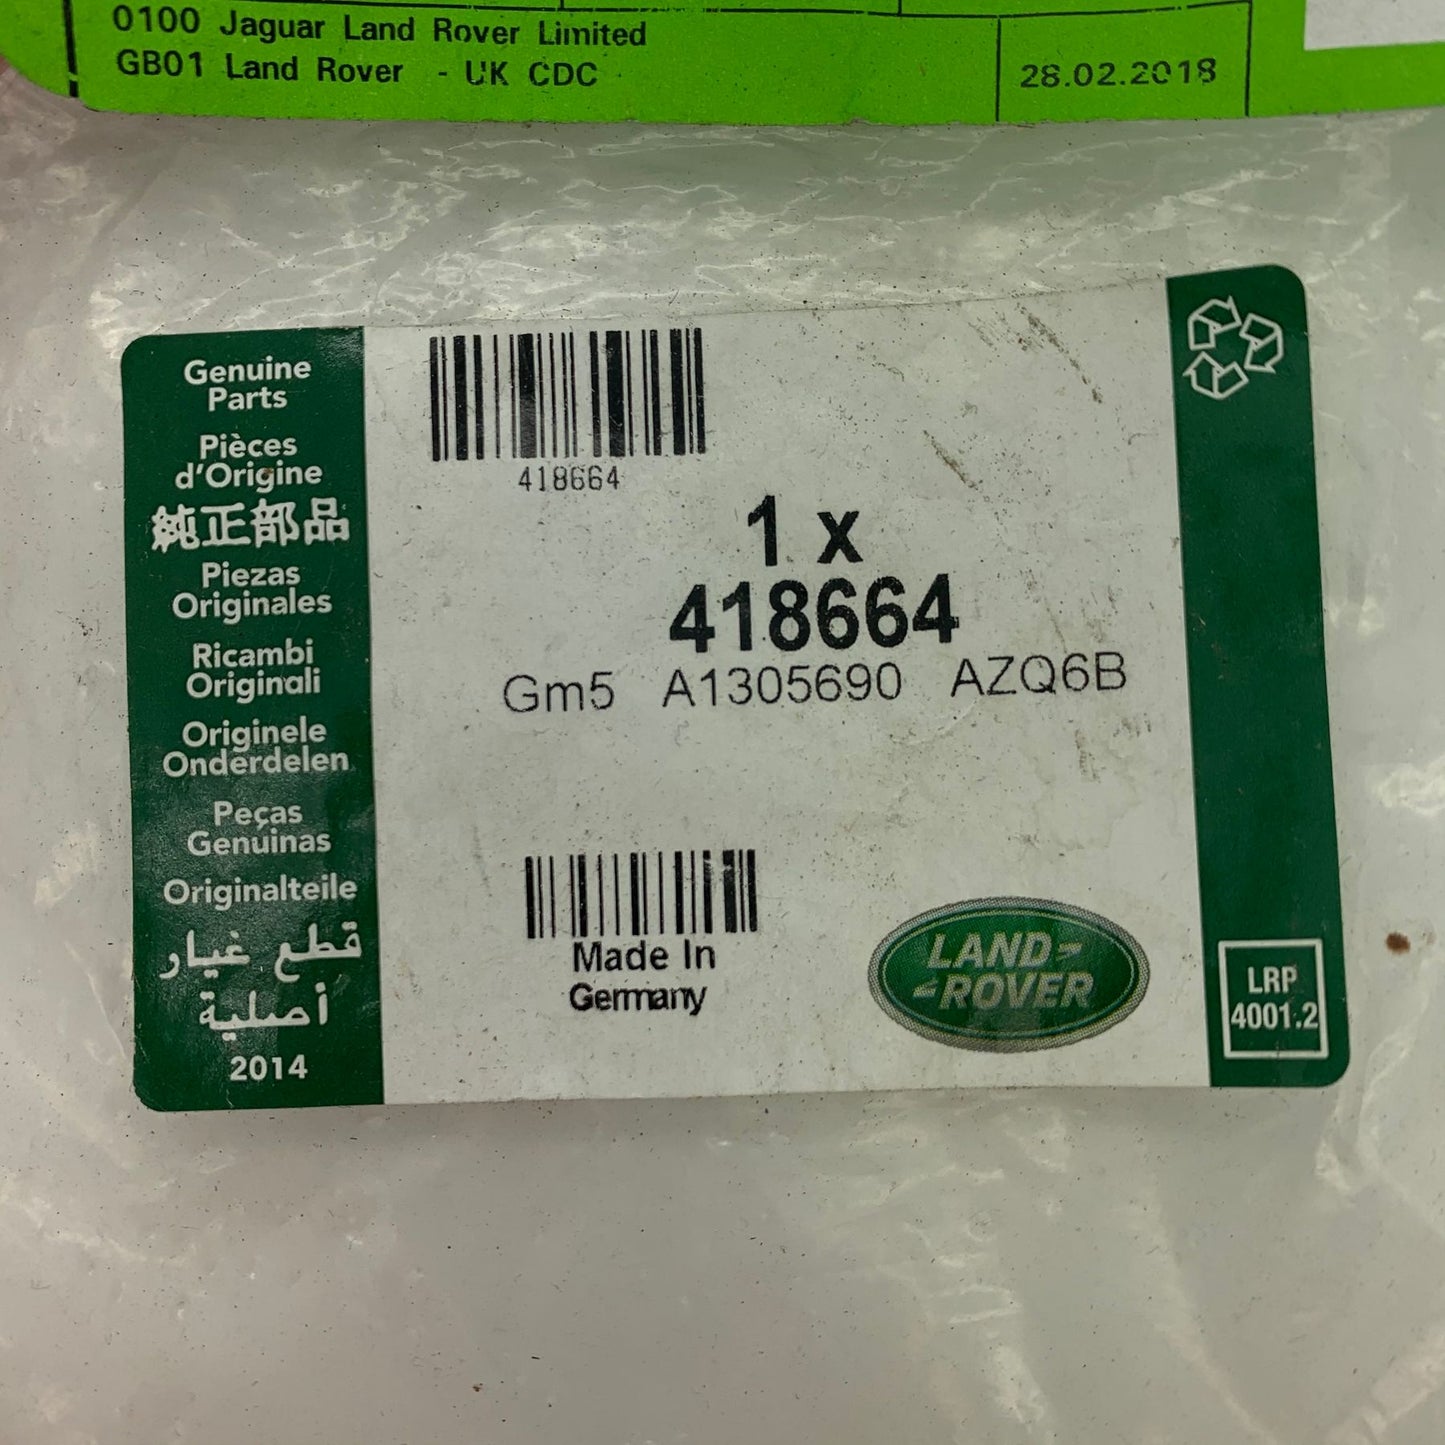 0100 Jaguar Land Rover Limited
GB01 Land Rover - UK CDC
28.02.2018
Genuine
Parts
Pièces
d'Origine
純正部品
Piezas
Originales
Ricambi
Originali
Originele
Onderdelen
Peças
Genuinas
Originalteile
قطع غيار
أصلية
2014
418664
1 x
418664
Gm5 A1305690 AZQ6B
Made In
Germany
LAND
ROVER
LRP
4001.2